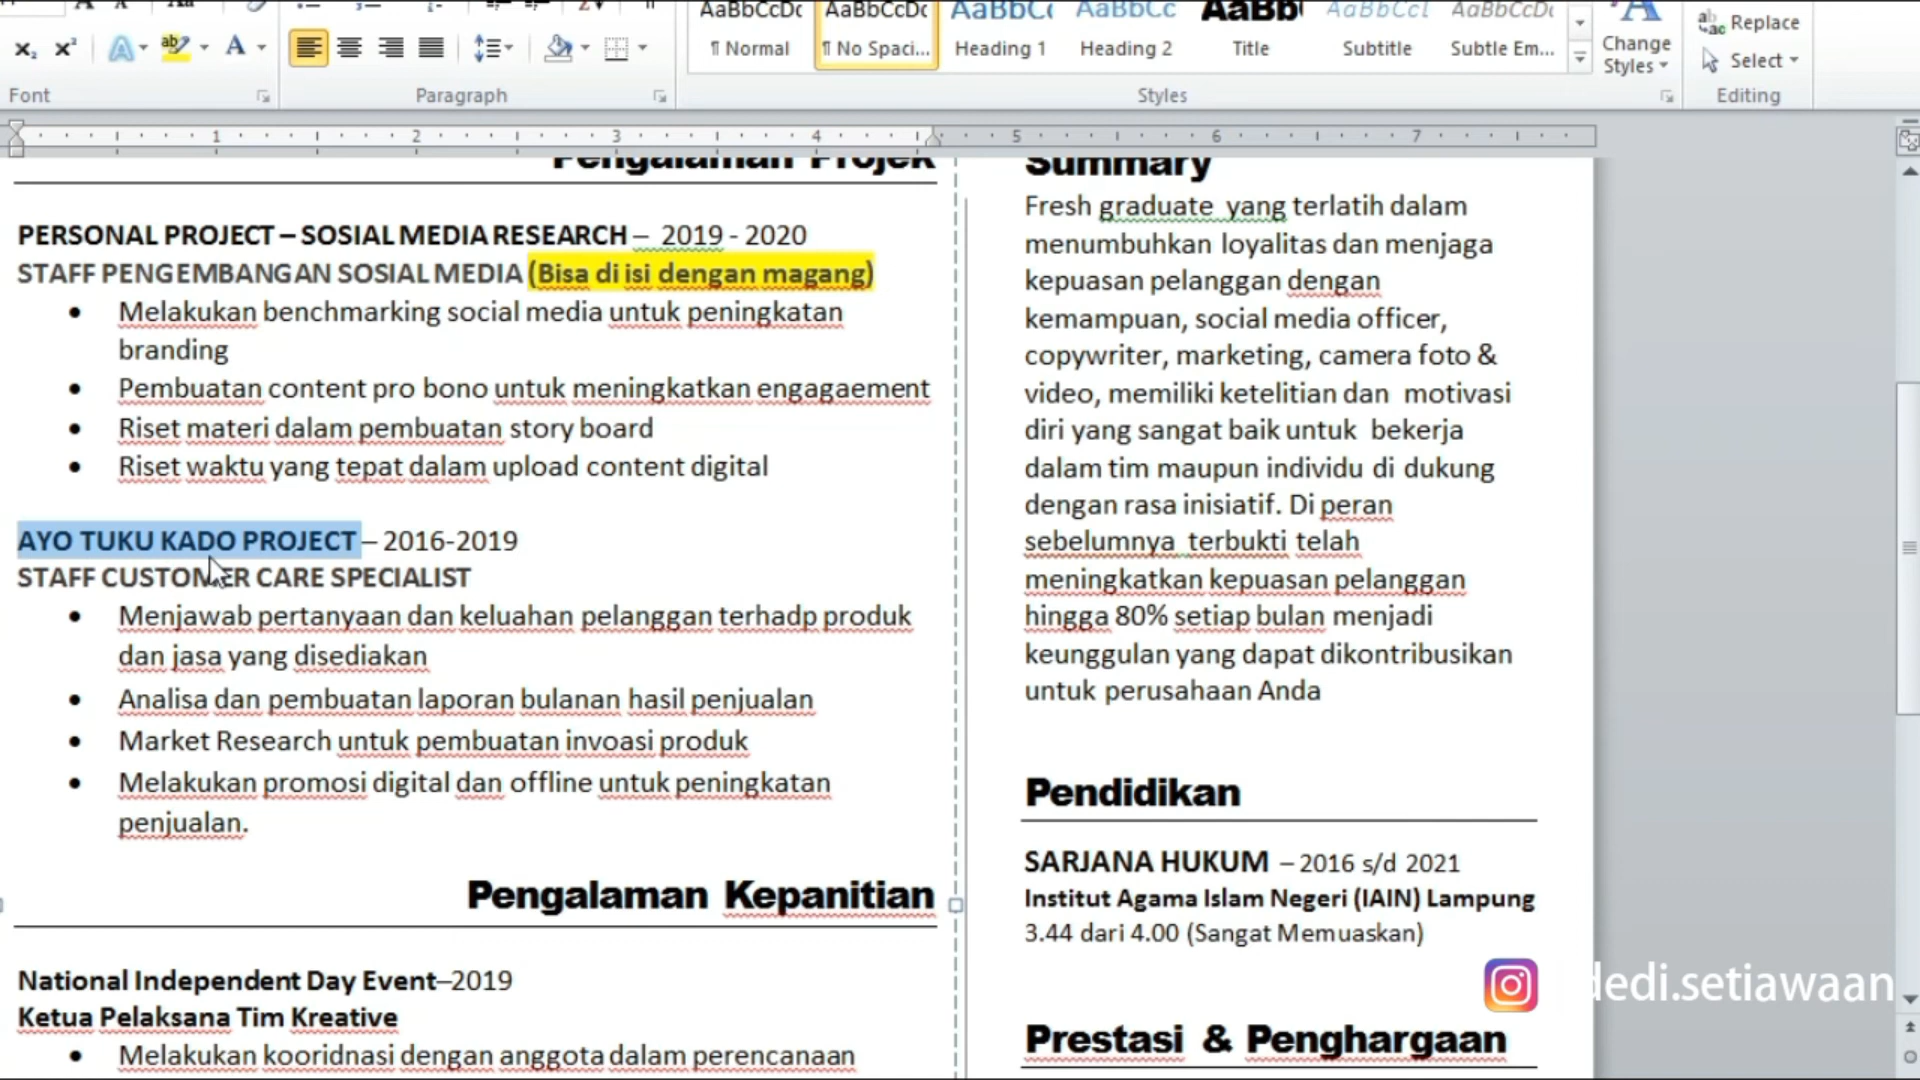 AaBbCcDc
AaBbCcDc
AaBbCc
AaBbCc
AaBb
AaBbCcL
AaBbCcDc
Replace
¶ Normal
¶ No Spaci...
Heading 1
Heading 2
Title
Subtitle
Subtle Em...
Change
Styles
Select
Font
Paragraph
Styles
Editing
1 2 3 4 5 6 7
Pengalaman Projek
PERSONAL PROJECT – SOSIAL MEDIA RESEARCH – 2019 - 2020
STAFF PENGEMBANGAN SOSIAL MEDIA (Bisa di isi dengan magang)
• Melakukan benchmarking social media untuk peningkatan
branding
• Pembuatan content pro bono untuk meningkatkan engagaement
• Riset materi dalam pembuatan story board
• Riset waktu yang tepat dalam upload content digital
AYO TUKU KADO PROJECT – 2016-2019
STAFF CUSTOMER CARE SPECIALIST
• Menjawab pertanyaan dan keluahan pelanggan terhadp produk
dan jasa yang disediakan
• Analisa dan pembuatan laporan bulanan hasil penjualan
• Market Research untuk pembuatan invoasi produk
• Melakukan promosi digital dan offline untuk peningkatan
penjualan.
Pengalaman Kepanitian
National Independent Day Event–2019
Ketua Pelaksana Tim Kreative
• Melakukan kooridnasi dengan anggota dalam perencanaan
Summary
Fresh graduate yang terlatih dalam
menumbuhkan loyalitas dan menjaga
kepuasan pelanggan dengan
kemampuan, social media officer,
copywriter, marketing, camera foto &
video, memiliki ketelitian dan motivasi
diri yang sangat baik untuk bekerja
dalam tim maupun individu di dukung
dengan rasa inisiatif. Di peran
sebelumnya terbukti telah
meningkatkan kepuasan pelanggan
hingga 80% setiap bulan menjadi
keunggulan yang dapat dikontribusikan
untuk perusahaan Anda
Pendidikan
SARJANA HUKUM – 2016 s/d 2021
Institut Agama Islam Negeri (IAIN) Lampung
3.44 dari 4.00 (Sangat Memuaskan)
dedi.setiawaan
Prestasi & Penghargaan